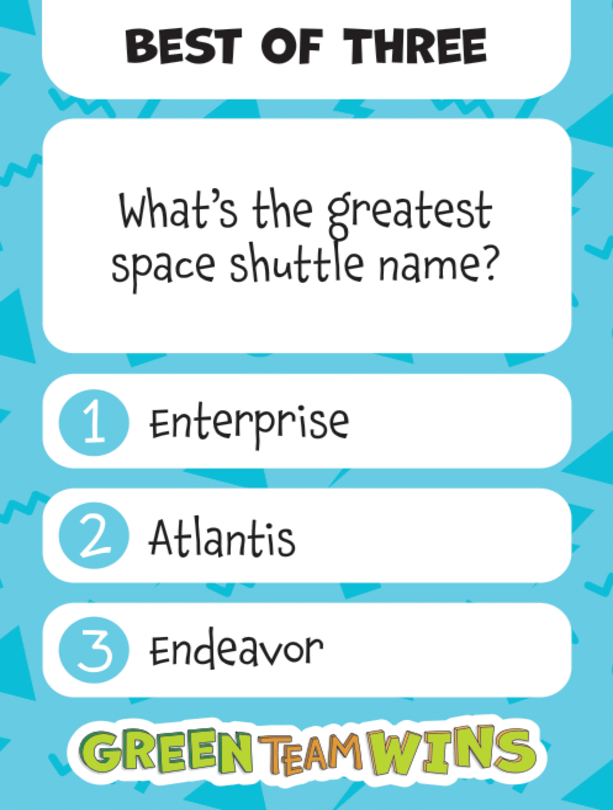 BEST OF THREE
What's the greatest
space shuttle name?
1 Enterprise
2 Atlantis
3 Endeavor
GREEN TEAM WINS